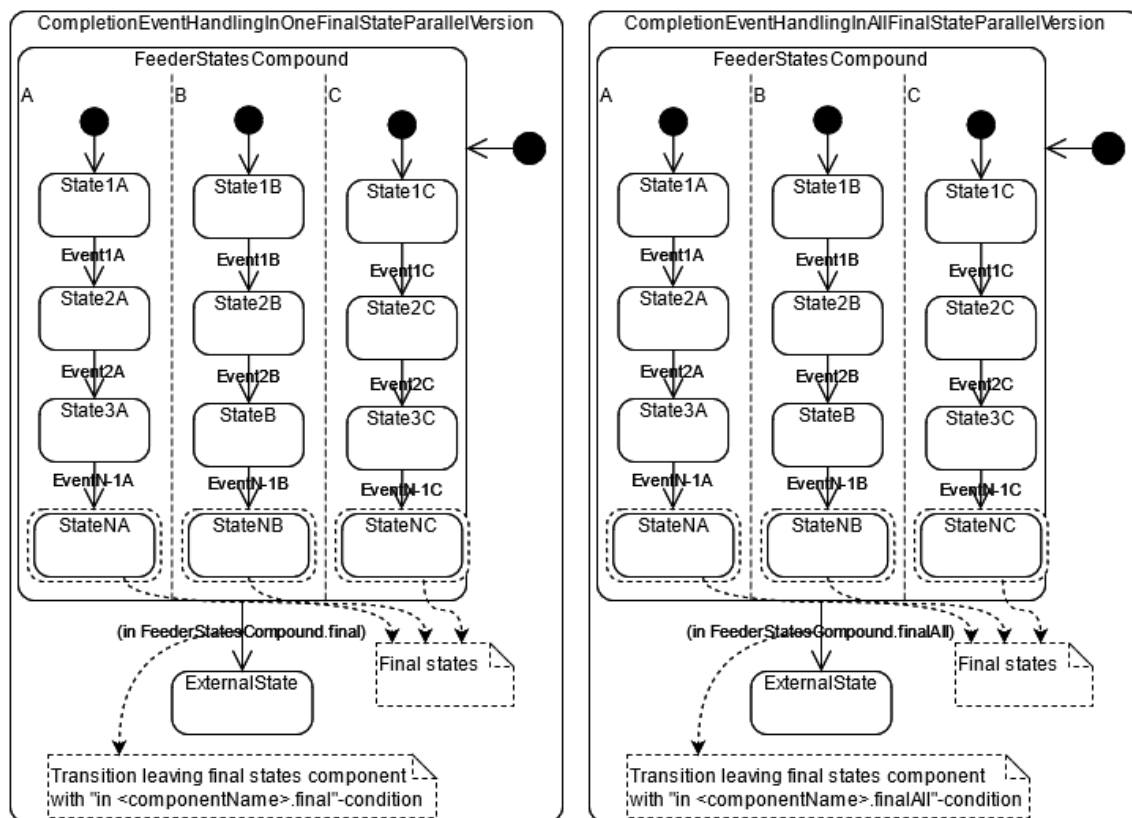 CompletionEventHandlingInOneFinalStateParallelVersion
FeederStatesCompound
A
B
C
State1A
State1B
State1C
Event1A
Event1B
Event1C
State2A
State2B
State2C
Event2A
Event2B
Event2C
State3A
StateB
State3C
EventN-1A
EventN-1B
EventN-1C
StateNA
StateNB
StateNC
(in FeederStatesCompound.final)
Final states
ExternalState
Transition leaving final states component
with "in <componentName>.final"-condition
CompletionEventHandlingInAllFinalStateParallelVersion
FeederStatesCompound
A
B
C
State1A
State1B
State1C
Event1A
Event1B
Event1C
State2A
State2B
State2C
Event2A
Event2B
Event2C
State3A
StateB
State3C
EventN-1A
EventN-1B
EventN-1C
StateNA
StateNB
StateNC
(in FeederStatesCompound.finalAll)
Final states
ExternalState
Transition leaving final states component
with "in <componentName>.finalAll"-condition